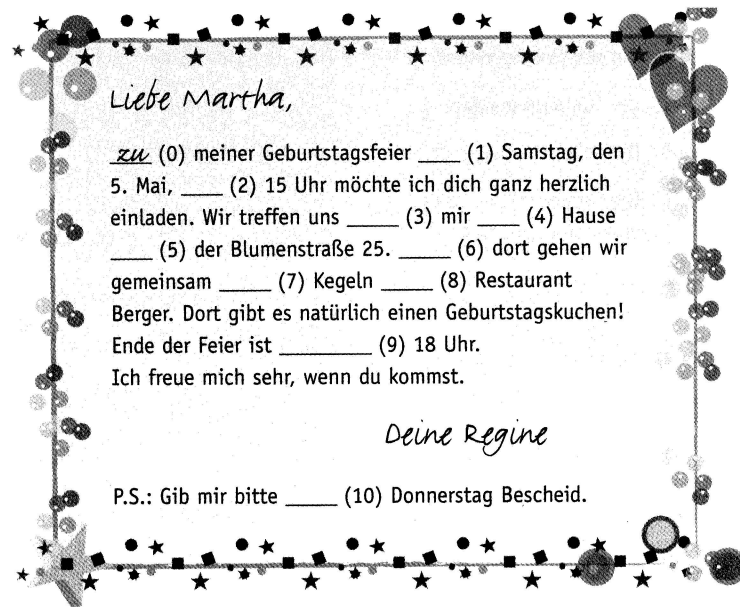 Liebe Martha,
zu (0) meiner Geburtstagsfeier ____ (1) Samstag, den
5. Mai, ____ (2) 15 Uhr möchte ich dich ganz herzlich
einladen. Wir treffen uns _____ (3) mir ____ (4) Hause
____ (5) der Blumenstraße 25. _____ (6) dort gehen wir
gemeinsam _____ (7) Kegeln _____ (8) Restaurant
Berger. Dort gibt es natürlich einen Geburtstagskuchen!
Ende der Feier ist _________ (9) 18 Uhr.
Ich freue mich sehr, wenn du kommst.
Deine Regine
P.S.: Gib mir bitte _____ (10) Donnerstag Bescheid.